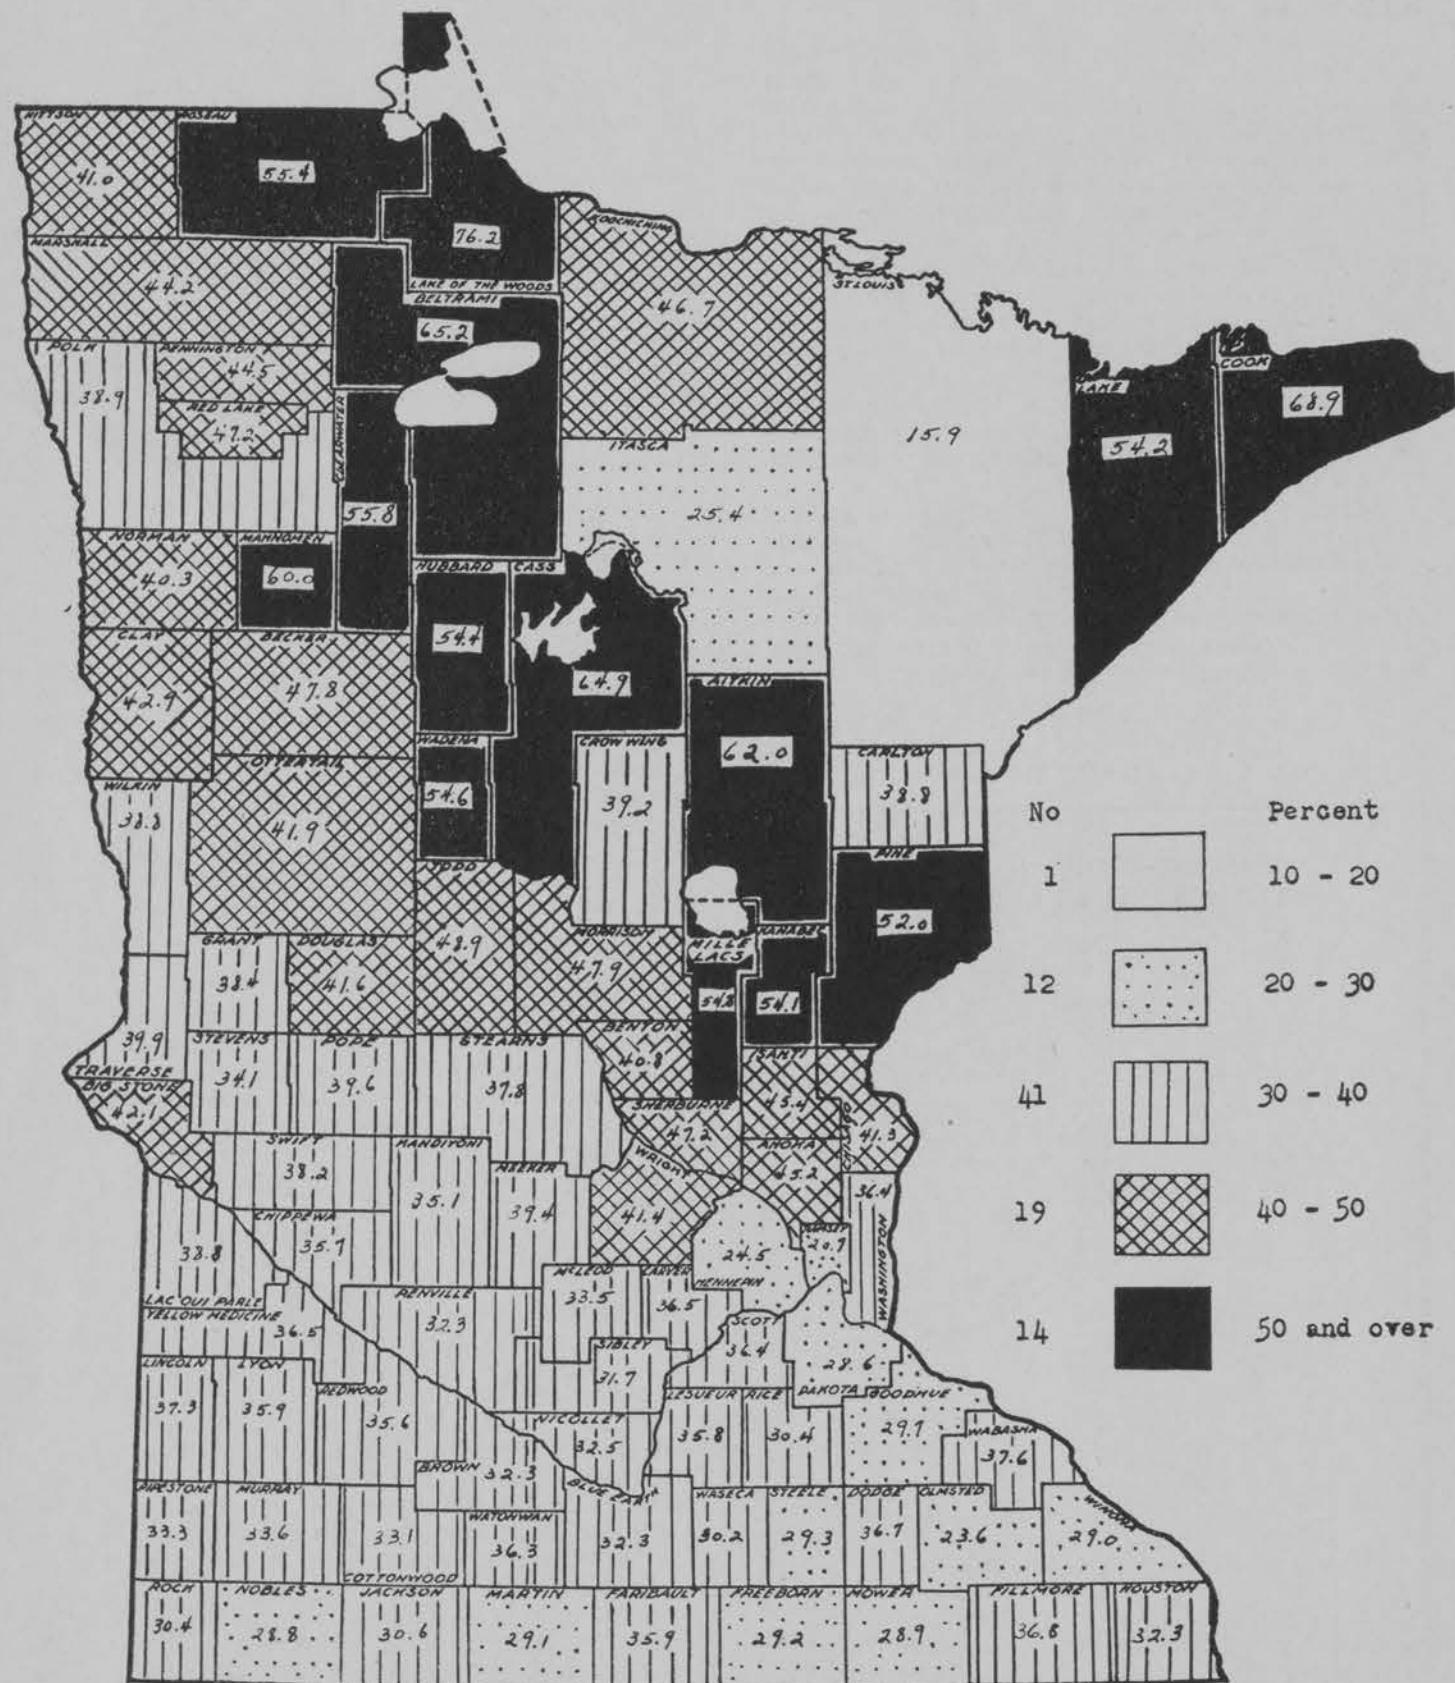 KITTSON
ROSEAU
41.0
55.4
76.2
KOOCHICHING
MARSHALL
44.2
46.7
LAKE OF THE WOODS
BELTRAMI
65.2
ST LOUIS
15.9
POLK
38.9
PENNINGTON
44.5
RED LAKE
47.2
CLEARWATER
55.8
LAKE
54.2
COOK
68.9
ITASCA
25.4
NORMAN
40.3
MAHNOMEN
60.0
HUBBARD
54.4
CASS
64.9
CLAY
42.9
BECKER
47.8
AITKIN
62.0
WADENA
54.6
CROW WING
39.2
CARLTON
38.8
WILKIN
38.8
OTTERTAIL
41.9
PINE
52.0
TODD
48.9
MORRISON
47.9
MILLE
LACS
54.8
KANABEC
54.1
GRANT
38.4
DOUGLAS
41.6
39.9
TRAVERSE
STEVENS
34.1
POPE
39.6
STEARNS
37.8
BENTON
40.8
ISANTI
45.4
BIG STONE
42.1
SHERBURNE
47.2
ANOKA
45.2
CHISAGO
41.3
SWIFT
38.2
KANDIYOHI
35.1
MEEKER
39.4
WRIGHT
41.4
24.5
HENNEPIN
RAMSEY
20.7
36.4
WASHINGTON
38.8
LAC QUI PARLE
CHIPPEWA
35.7
RENVILLE
32.3
McLEOD
33.5
CARVER
36.5
YELLOW MEDICINE
36.5
SIBLEY
31.7
SCOTT
36.4
28.6
DAKOTA
LINCOLN
37.3
LYON
35.9
REDWOOD
35.6
NICOLLET
32.5
LESUEUR
35.8
RICE
30.4
GOODHUE
29.7
WABASHA
37.6
BROWN
32.3
BLUE EARTH
32.3
PIPESTONE
33.3
MURRAY
33.6
33.1
COTTONWOOD
WATONWAN
36.3
WASECA
30.2
STEELE
29.3
DODGE
36.7
OLMSTED
23.6
WINONA
29.0
ROCK
30.4
NOBLES
28.8
JACKSON
30.6
MARTIN
29.1
FARIBAULT
35.9
FREEBORN
29.2
MOWER
28.9
FILLMORE
36.8
HOUSTON
32.3
No Percent
1 10 - 20
12 20 - 30
41 30 - 40
19 40 - 50
14 50 and over